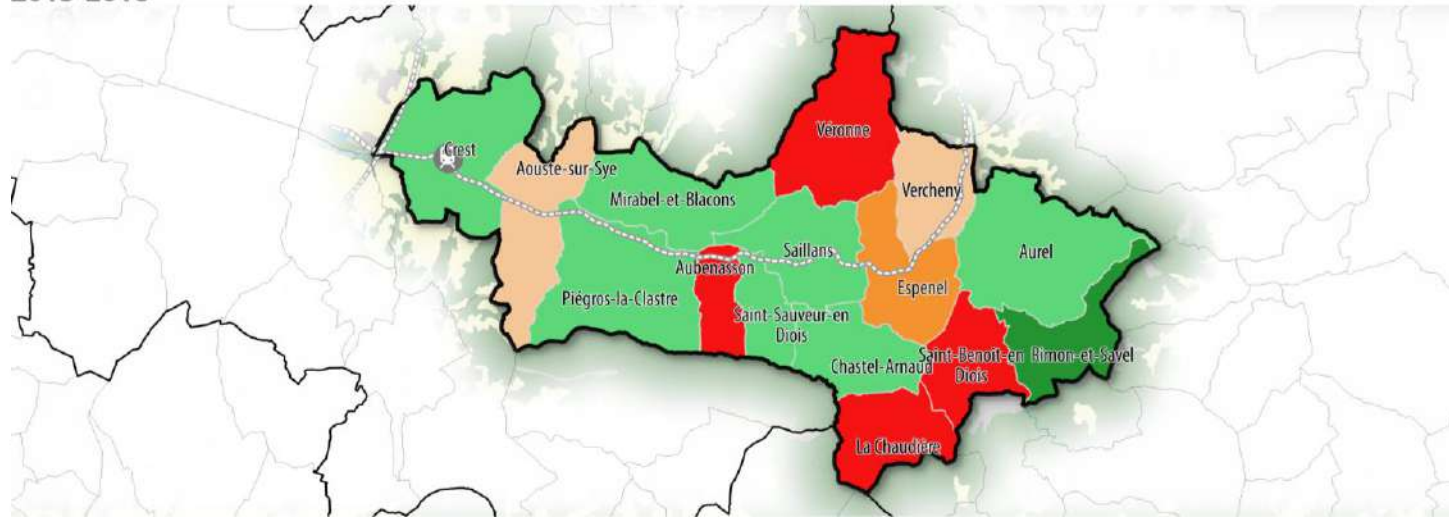 Véronne
Crest
Aouste-sur-Sye
Vercheny
Mirabel-et-Blacons
Saillans
Aurel
Aubenasson
Espenel
Piégros-la-Clastre
Saint-Sauveur-en
Diois
Chastel-Arnaud
Saint-Benoit-en
Diois
Rimon-et-Savel
La Chaudière